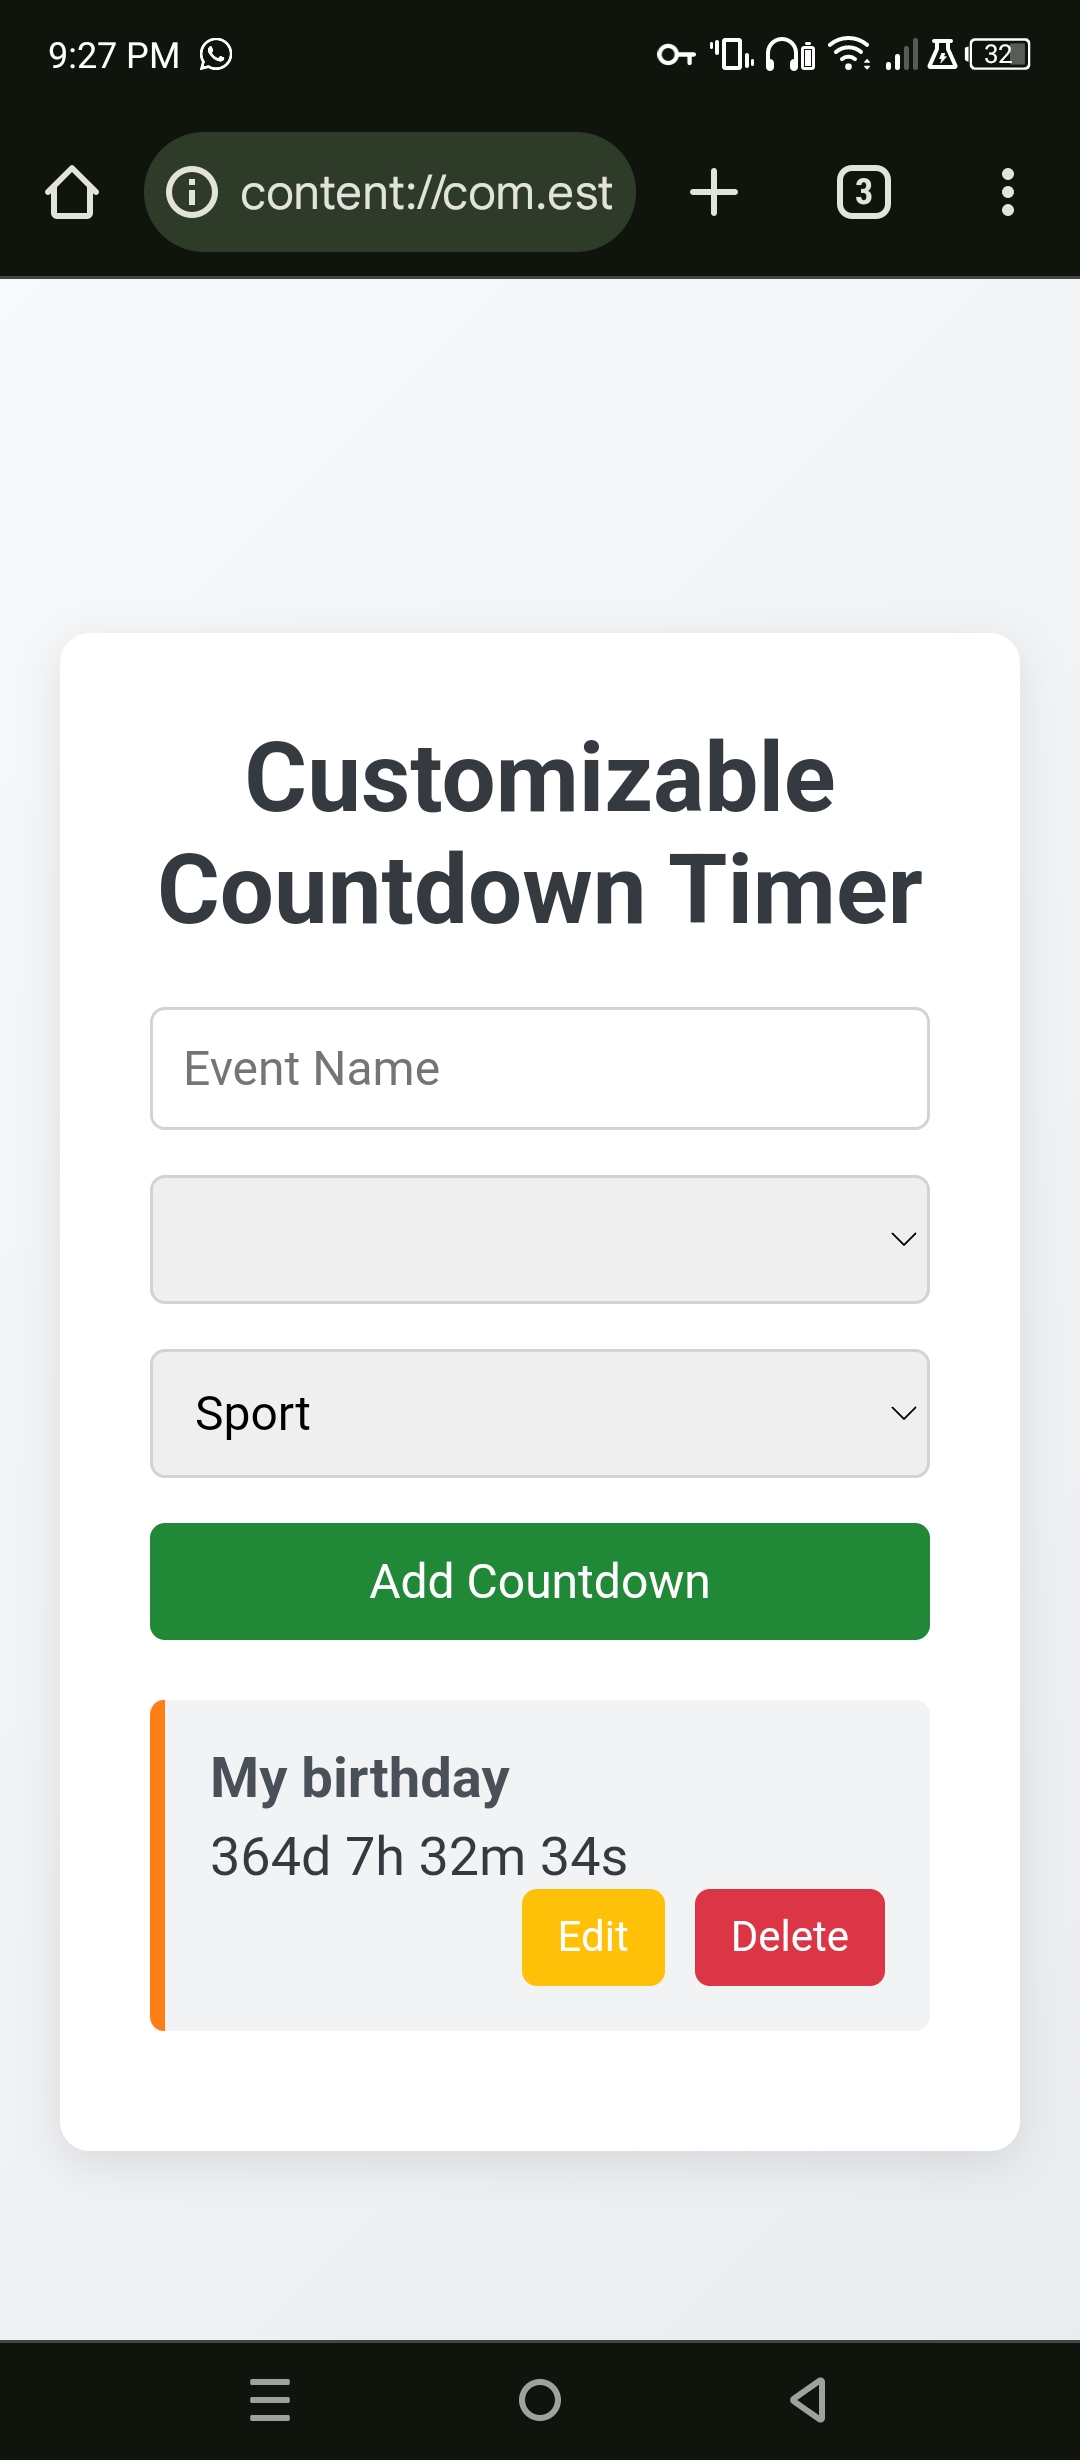 9:27 PM
32
content://com.est
3
Customizable
Countdown Timer
Event Name
Sport
Add Countdown
My birthday
364d 7h 32m 34s
Edit
Delete